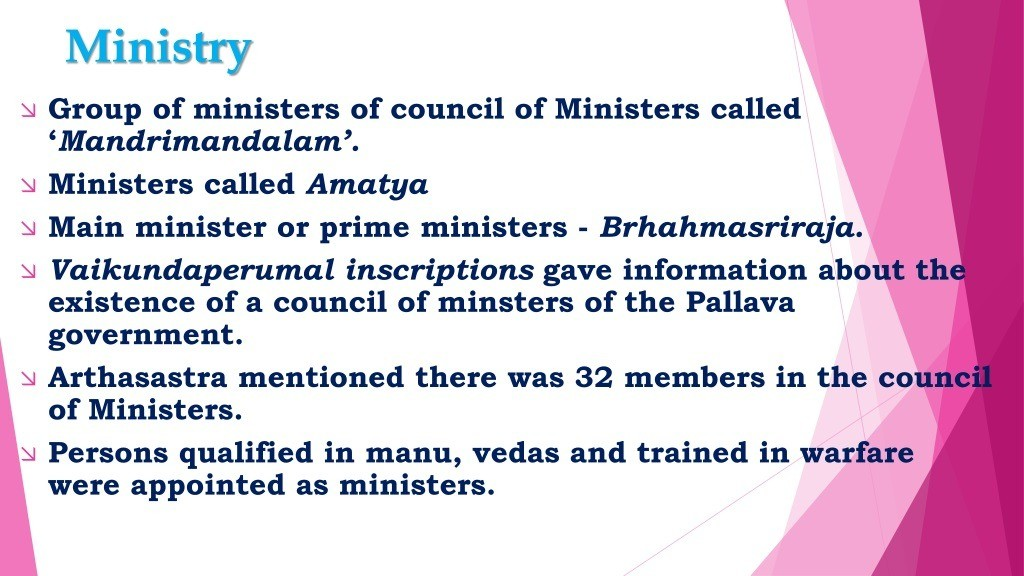 Ministry
Group of ministers of council of Ministers called
‘Mandrimandalam’.
Ministers called Amatya
Main minister or prime ministers - Brhahmasriraja.
Vaikundaperumal inscriptions gave information about the
existence of a council of minsters of the Pallava
government.
Arthasastra mentioned there was 32 members in the council
of Ministers.
Persons qualified in manu, vedas and trained in warfare
were appointed as ministers.